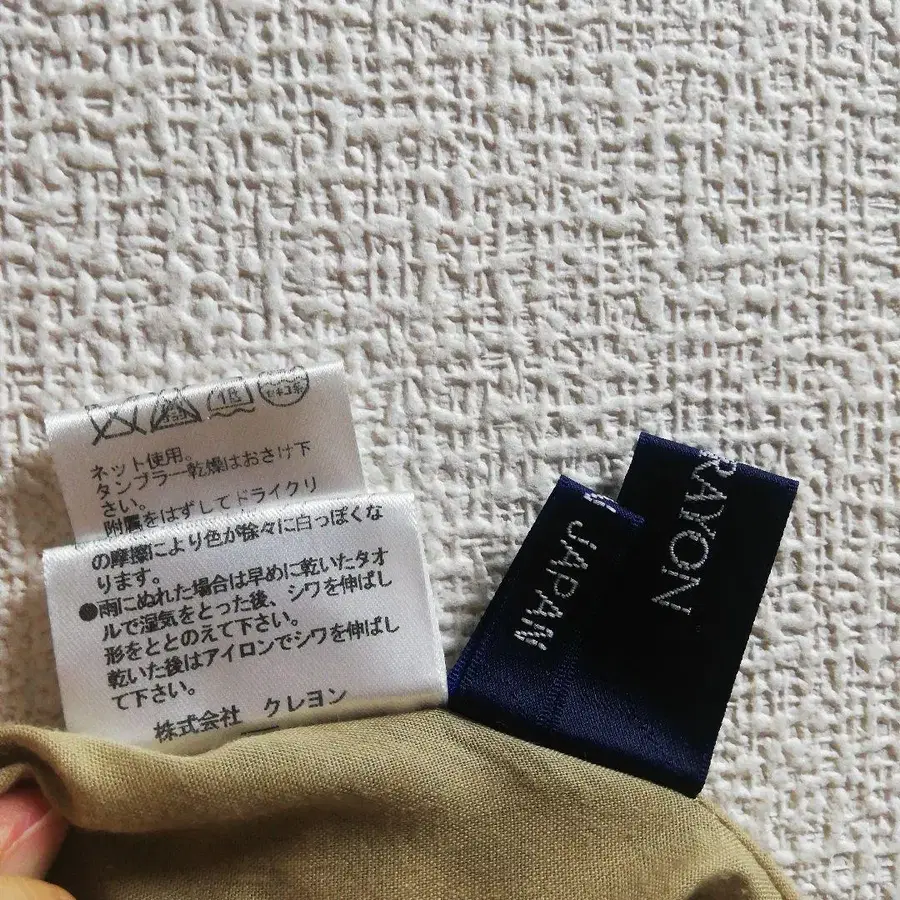 ネット使用。
タンブラー乾燥はおさけ下
さい。
附属をはずしてドライクリ
の摩擦により色が徐々に白っぽくな
ります。
●雨にぬれた場合は早めに乾いたタオ
ルで湿気をとった後、シワを伸ばし
形をととのえて下さい。
乾いた後はアイロンでシワを伸ばし
て下さい。
株式会社 クレヨン
JAPAN
RAYON